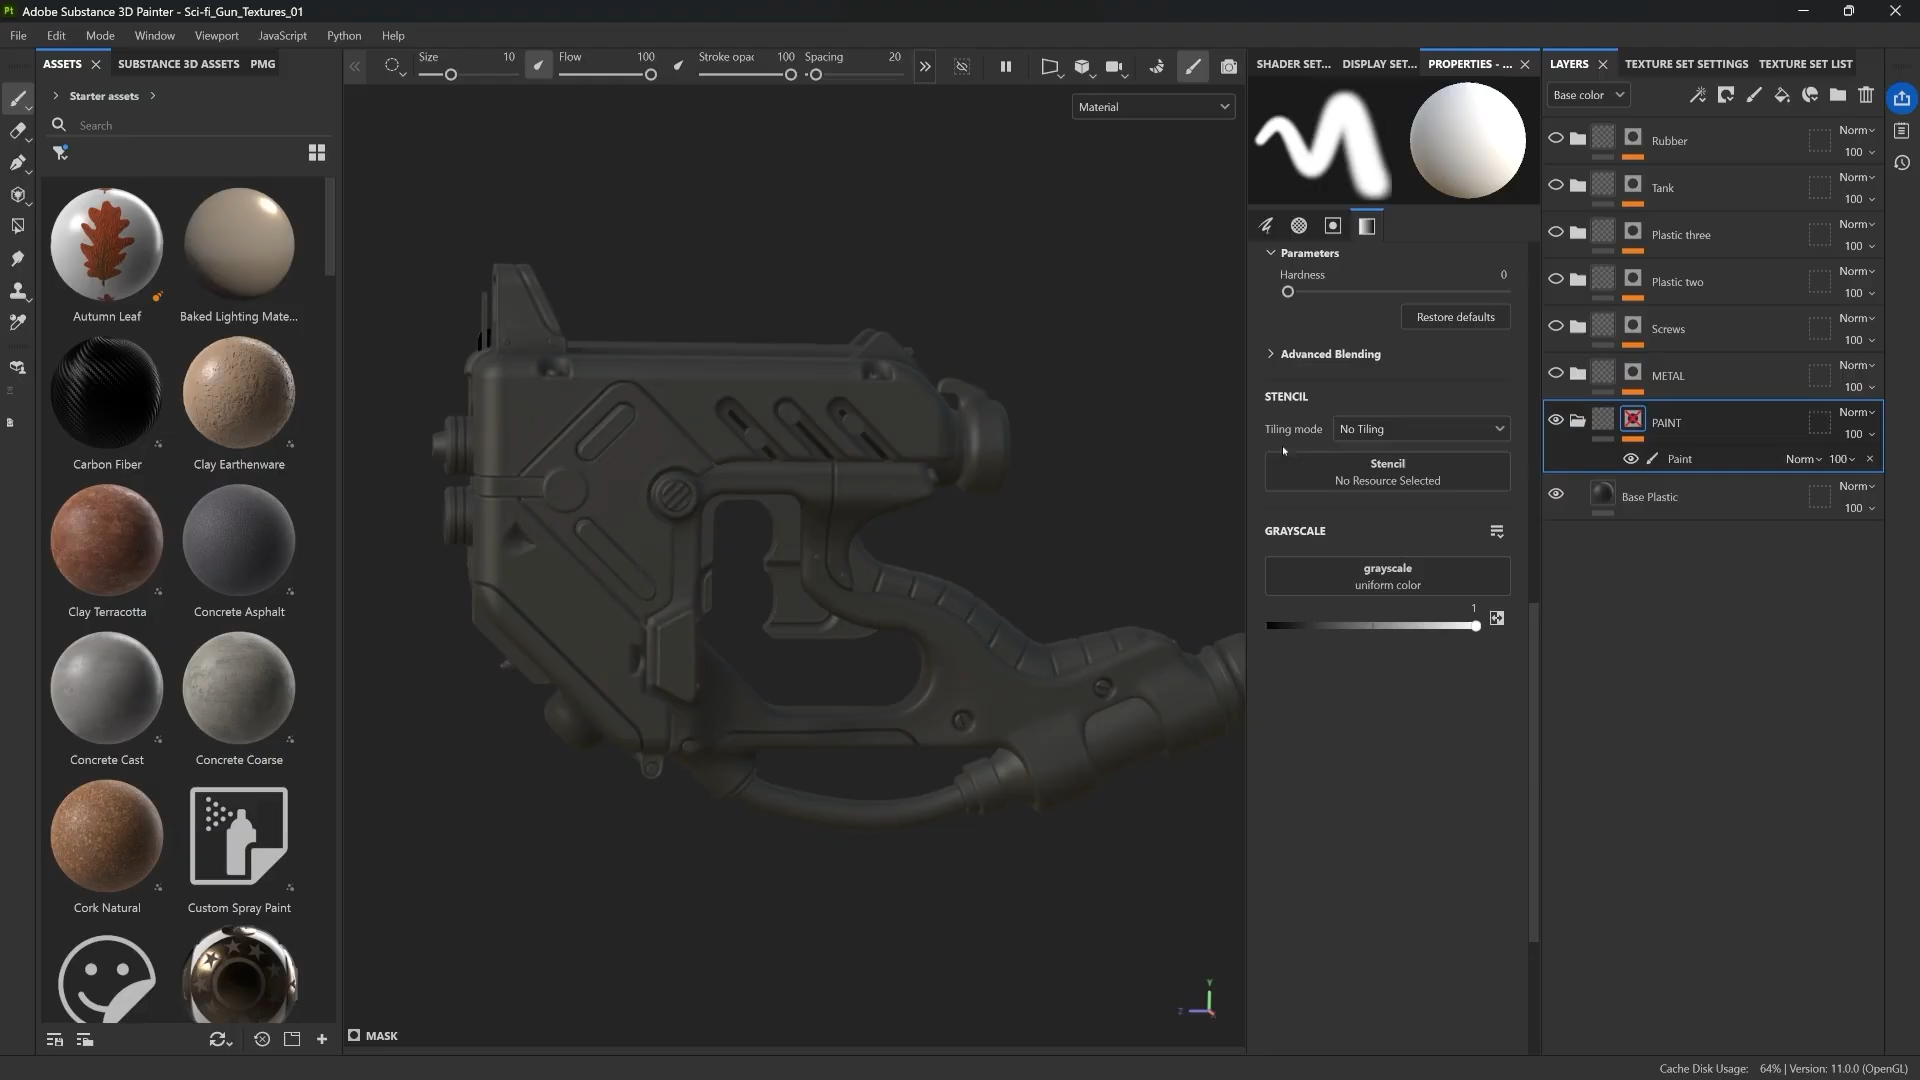 Pt Adobe Substance 3D Painter - Sci-fi_Gun_Textures_01
File Edit Mode Window Viewport JavaScript Python Help
ASSETS SUBSTANCE 3D ASSETS PMG
Size 10 Flow 100 Stroke opac 100 Spacing 20
SHADER SET... DISPLAY SET... PROPERTIES - ...
LAYERS TEXTURE SET SETTINGS TEXTURE SET LIST
Starter assets
Search
Material
Base color
Autumn Leaf
Baked Lighting Mate...
Carbon Fiber
Clay Earthenware
Clay Terracotta
Concrete Asphalt
Concrete Cast
Concrete Coarse
Cork Natural
Custom Spray Paint
Y
Z
MASK
Parameters
Hardness 0
Restore defaults
Advanced Blending
STENCIL
Tiling mode No Tiling
Stencil
No Resource Selected
GRAYSCALE
grayscale
uniform color
1
Rubber Norm
100
Tank Norm
100
Plastic three Norm
100
Plastic two Norm
100
Screws Norm
100
METAL Norm
100
PAINT Norm
100
Paint Norm 100
Base Plastic Norm
100
Cache Disk Usage: 64% | Version: 11.0.0 (OpenGL)